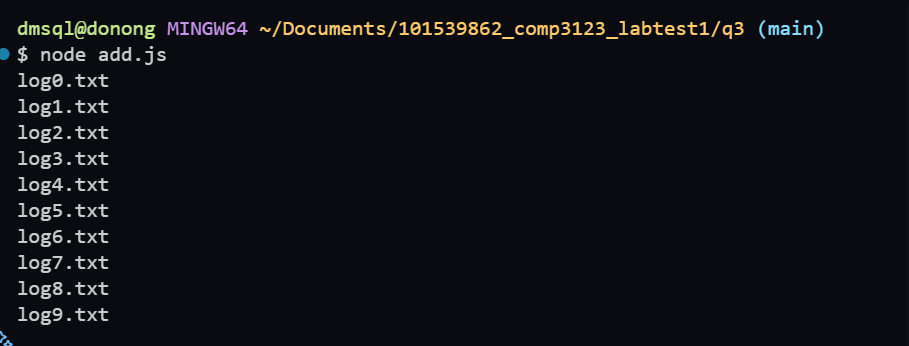 dmsql@donong MINGW64 ~/Documents/101539862_comp3123_labtest1/q3 (main)
$ node add.js
log0.txt
log1.txt
log2.txt
log3.txt
log4.txt
log5.txt
log6.txt
log7.txt
log8.txt
log9.txt